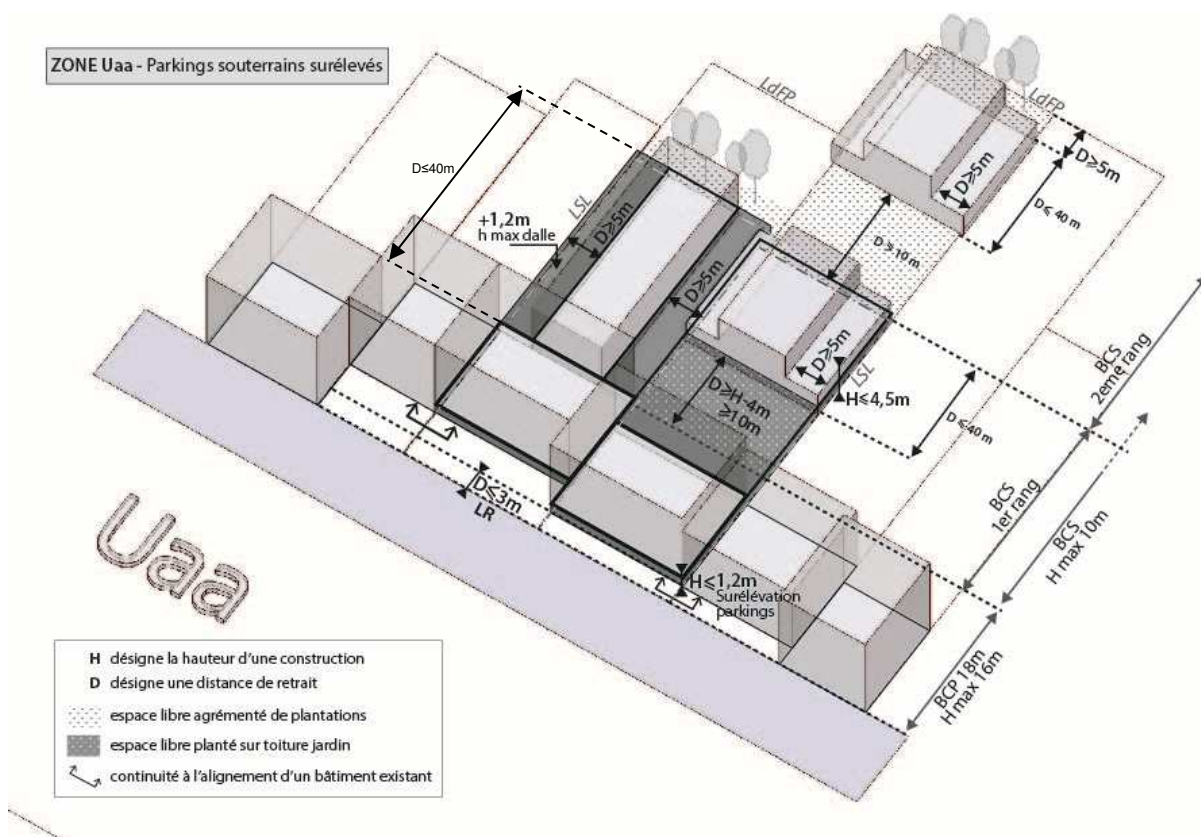 ZONE Uaa - Parkings souterrains surélevés
LdFP
LdFP
D≤40m
D⩾5m
D⩾5m
D⩽ 40 m
LSL
D⩾5m
+1,2m
h max dalle
D⩾10m
D⩾5m
D⩾5m
LSL
H⩽4,5m
D⩾H-4m
⩾10m
D⩽40 m
BCS
2eme rang
BCS
1er rang
BCS
H max 10m
D⩽3m
LR
H⩽1,2m
Surélévation
parkings
BCP 18m
H max 16m
Uaa
H désigne la hauteur d'une construction
D désigne une distance de retrait
espace libre agrémenté de plantations
espace libre planté sur toiture jardin
continuité à l'alignement d'un bâtiment existant